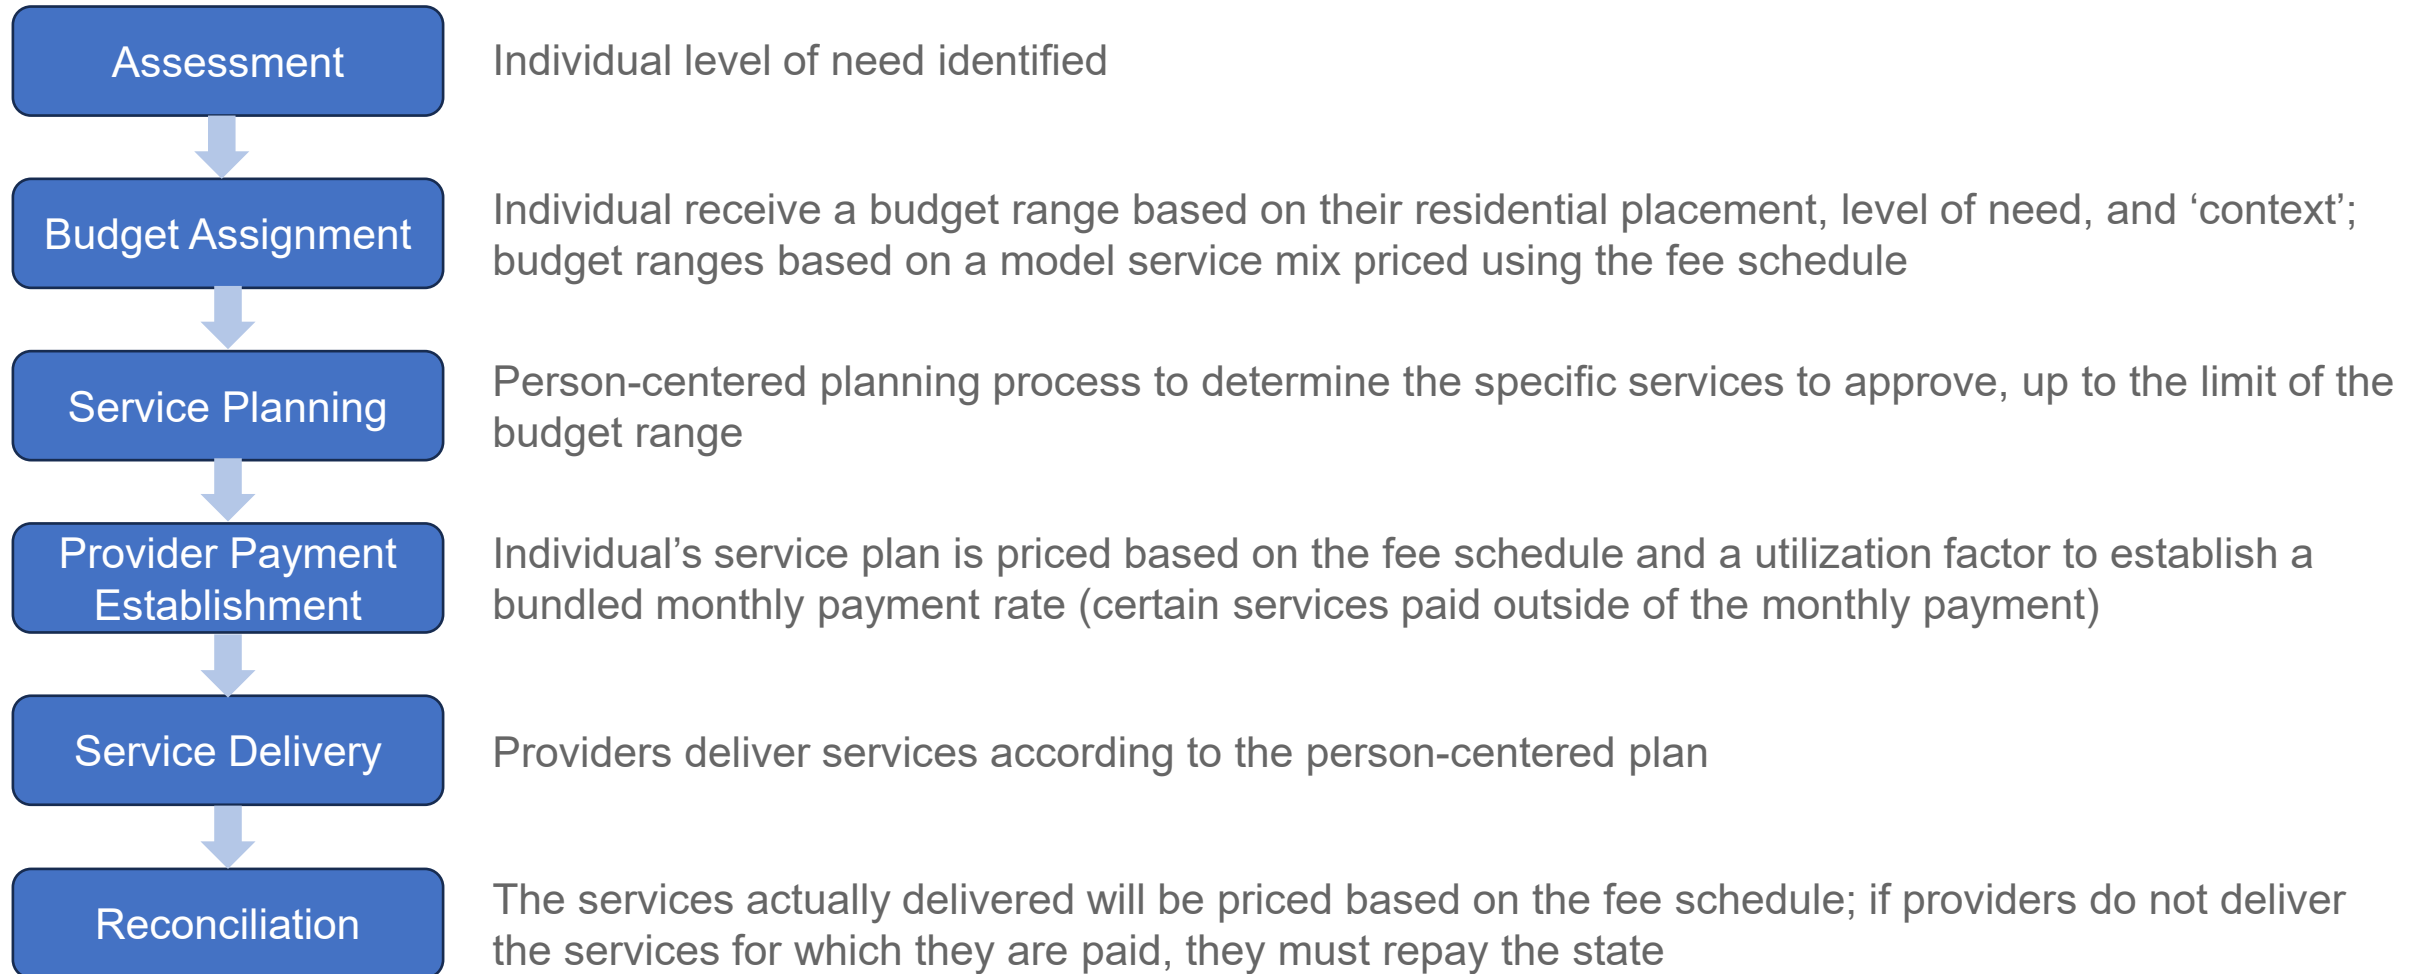 Assessment
Individual level of need identified
Budget Assignment
Individual receive a budget range based on their residential placement, level of need, and ‘context’;
budget ranges based on a model service mix priced using the fee schedule
Service Planning
Person-centered planning process to determine the specific services to approve, up to the limit of the
budget range
Provider Payment
Establishment
Individual’s service plan is priced based on the fee schedule and a utilization factor to establish a
bundled monthly payment rate (certain services paid outside of the monthly payment)
Service Delivery
Providers deliver services according to the person-centered plan
Reconciliation
The services actually delivered will be priced based on the fee schedule; if providers do not deliver
the services for which they are paid, they must repay the state